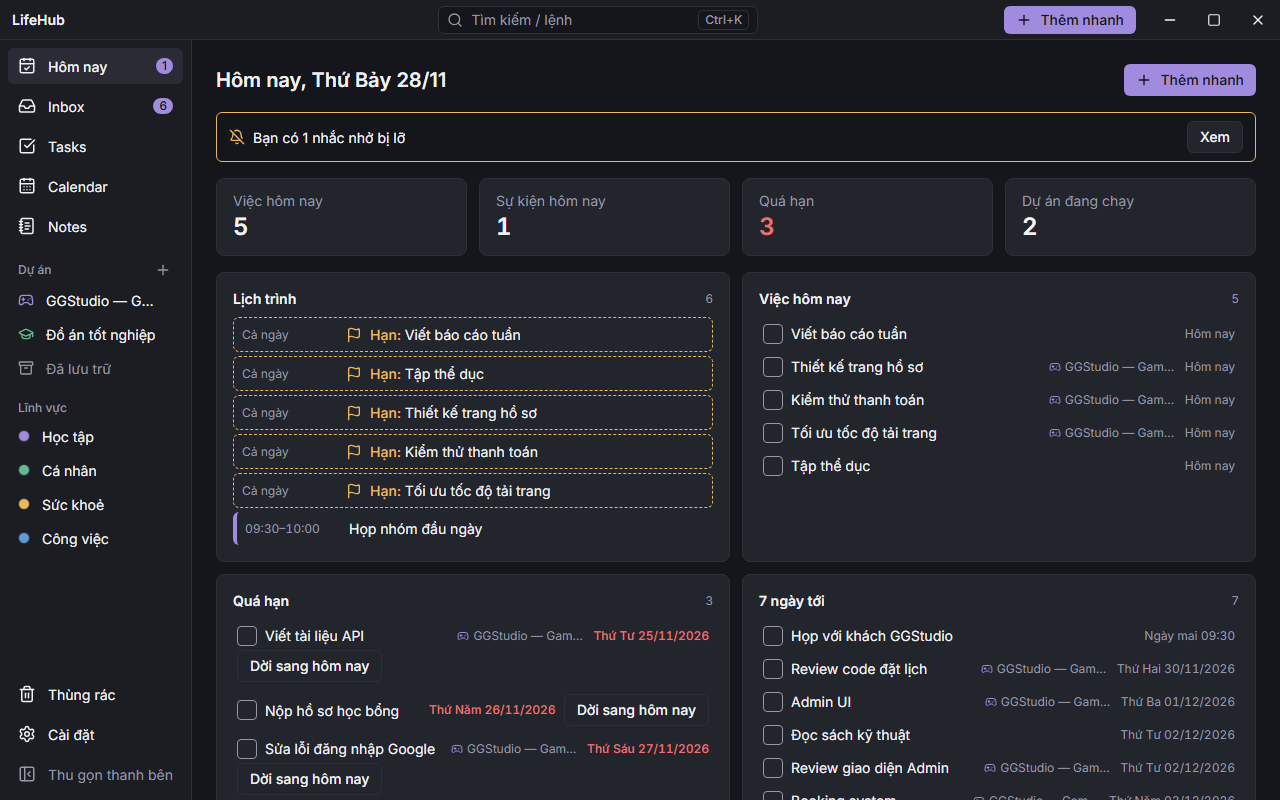 LifeHub
Tìm kiếm / lệnh
Ctrl+K
Thêm nhanh
Hôm nay
1
Inbox
6
Tasks
Calendar
Notes
Dự án
GGStudio — G...
Đồ án tốt nghiệp
Đã lưu trữ
Lĩnh vực
Học tập
Cá nhân
Sức khoẻ
Công việc
Thùng rác
Cài đặt
Thu gọn thanh bên
Hôm nay, Thứ Bảy 28/11
Thêm nhanh
Bạn có 1 nhắc nhở bị lỡ
Xem
Việc hôm nay
5
Sự kiện hôm nay
1
Quá hạn
3
Dự án đang chạy
2
Lịch trình 6
Cả ngày Hạn: Viết báo cáo tuần
Cả ngày Hạn: Tập thể dục
Cả ngày Hạn: Thiết kế trang hồ sơ
Cả ngày Hạn: Kiểm thử thanh toán
Cả ngày Hạn: Tối ưu tốc độ tải trang
09:30–10:00 Họp nhóm đầu ngày
Việc hôm nay 5
Viết báo cáo tuần Hôm nay
Thiết kế trang hồ sơ GGStudio — Gam... Hôm nay
Kiểm thử thanh toán GGStudio — Gam... Hôm nay
Tối ưu tốc độ tải trang GGStudio — Gam... Hôm nay
Tập thể dục Hôm nay
Quá hạn 3
Viết tài liệu API GGStudio — Gam... Thứ Tư 25/11/2026
Dời sang hôm nay
Nộp hồ sơ học bổng Thứ Năm 26/11/2026 Dời sang hôm nay
Sửa lỗi đăng nhập Google GGStudio — Gam... Thứ Sáu 27/11/2026
Dời sang hôm nay
7 ngày tới 7
Họp với khách GGStudio Ngày mai 09:30
Review code đặt lịch GGStudio — Gam... Thứ Hai 30/11/2026
Admin UI GGStudio — Gam... Thứ Ba 01/12/2026
Đọc sách kỹ thuật Thứ Tư 02/12/2026
Review giao diện Admin GGStudio — Gam... Thứ Tư 02/12/2026
Booking system GGStudio — Gam... Thứ Năm 03/12/2026